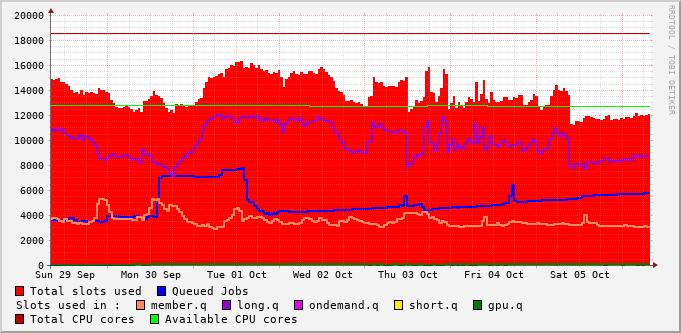 20000
18000
16000
14000
12000
10000
8000
6000
4000
2000
0
Sun 29 Sep Mon 30 Sep Tue 01 Oct Wed 02 Oct Thu 03 Oct Fri 04 Oct Sat 05 Oct
Total slots used Queued Jobs
Slots used in : member.q long.q ondemand.q short.q gpu.q
Total CPU cores Available CPU cores
RRDTOOL / TOBI OETIKER